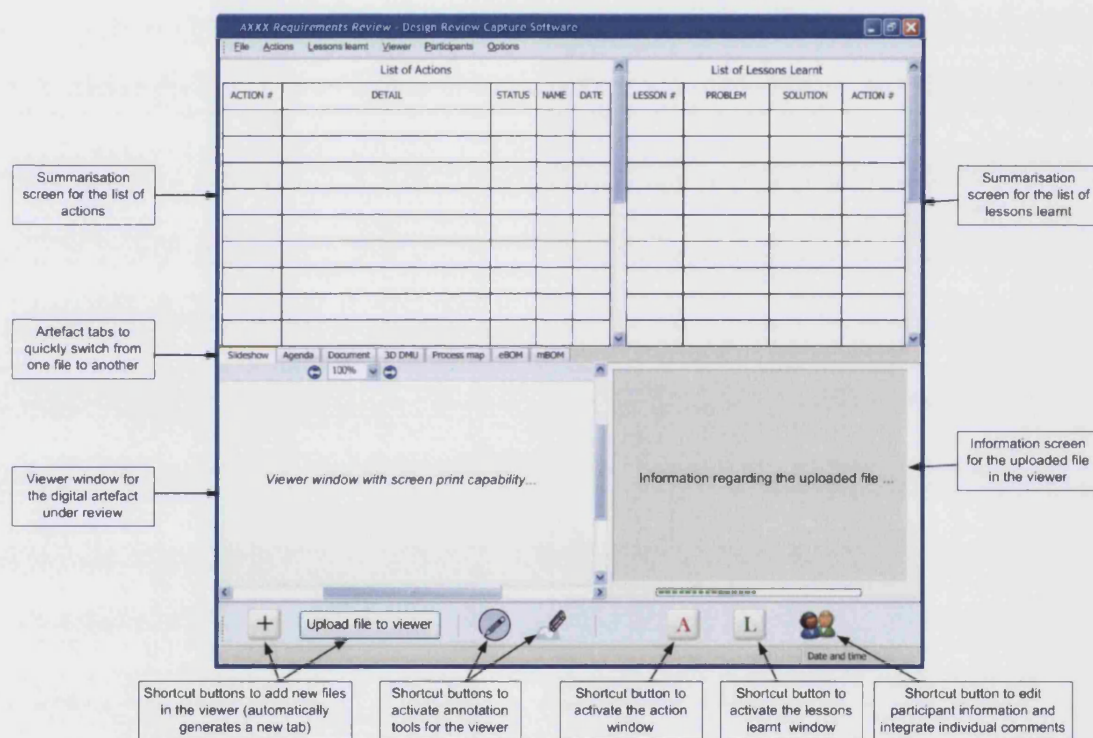 AXXX Requirements Review - Design Review Capture Software
File Actions Lessons learnt Viewer Participants Options
List of Actions
List of Lessons Learnt
ACTION # DETAIL STATUS NAME DATE
LESSON # PROBLEM SOLUTION ACTION #
Summarisation
screen for the list of
actions
Summarisation
screen for the list of
lessons learnt
Artefact tabs to
quickly switch from
one file to another
Slideshow Agenda Document 3D DMU Process map eBOM mBOM
100%
Viewer window for
the digital artefact
under review
Viewer window with screen print capability...
Information regarding the uploaded file ...
Information screen
for the uploaded file
in the viewer
+ Upload file to viewer A L
Date and time
Shortcut buttons to add new files
in the viewer (automatically
generates a new tab)
Shortcut buttons to
activate annotation
tools for the viewer
Shortcut button to
activate the action
window
Shortcut button to
activate the lessons
learnt window
Shortcut button to edit
participant information and
integrate individual comments